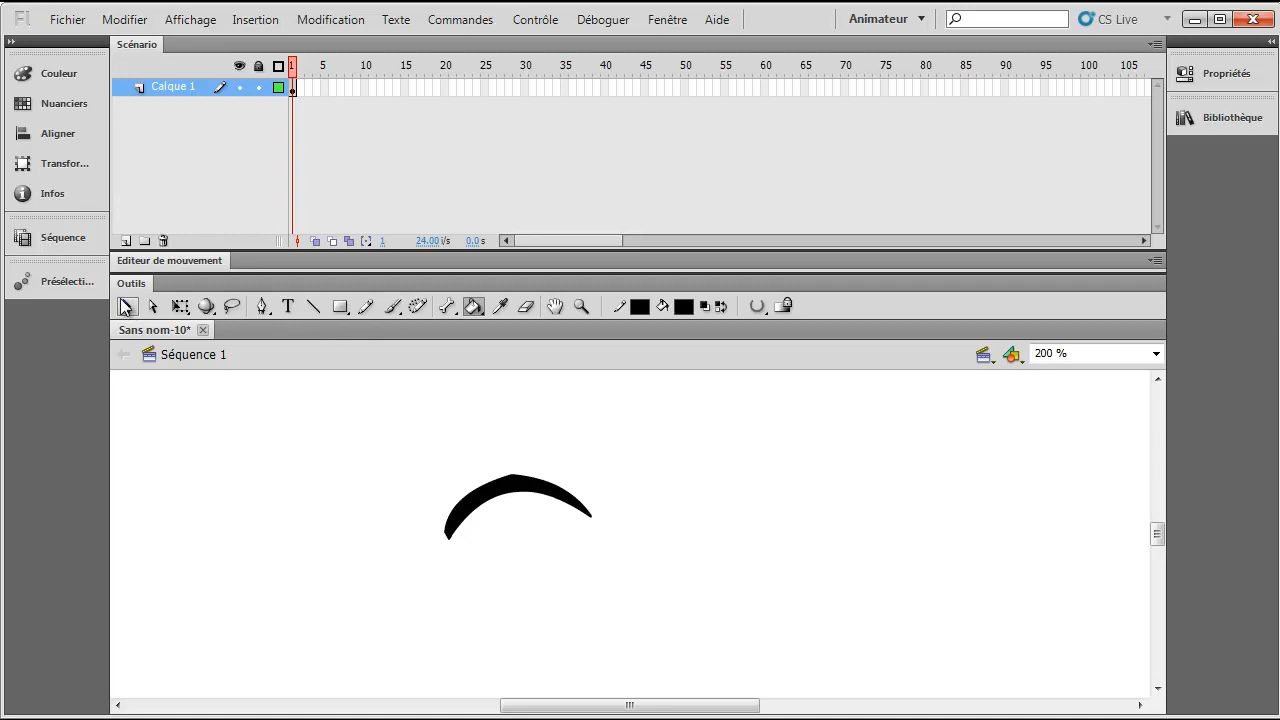 Fl Fichier Modifier Affichage Insertion Modification Texte Commandes Contrôle Déboguer Fenêtre Aide Animateur CS Live
Scénario
1 5 10 15 20 25 30 35 40 45 50 55 60 65 70 75 80 85 90 95 100 105
Calque 1
Couleur
Nuanciers
Aligner
Transfor...
Infos
Séquence
Présélecti...
Propriétés
Bibliothèque
1 24.00 i/s 0.0 s
Editeur de mouvement
Outils
T
Sans nom-10*
Séquence 1 200 %